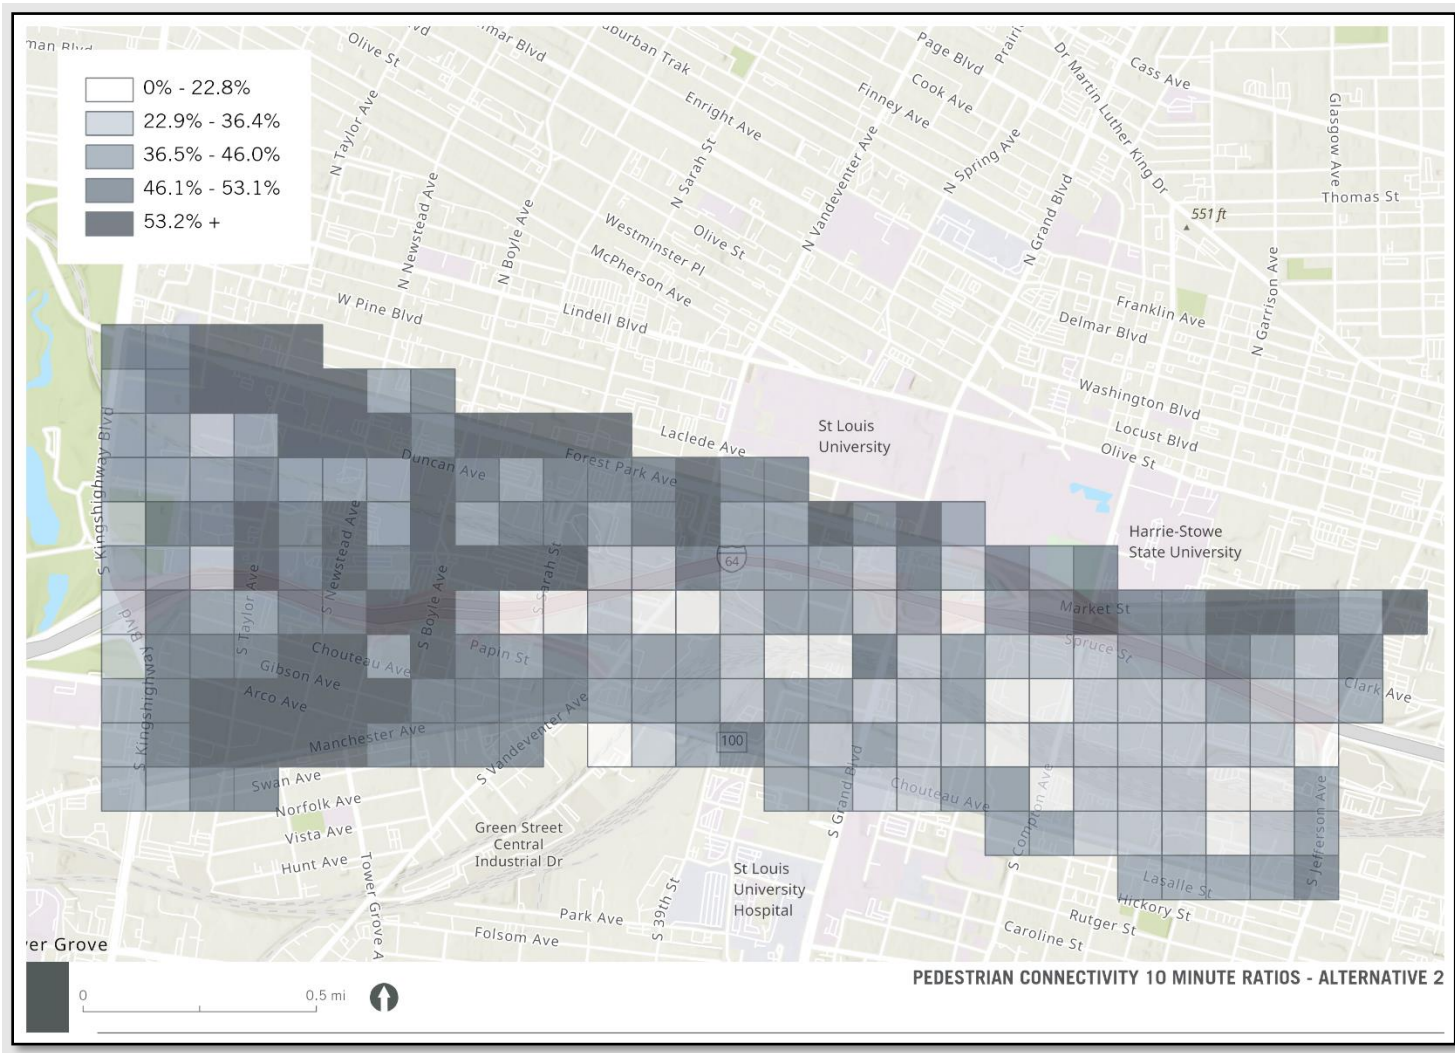 man Blvd
Olive St
mar Blvd
uburban Trak
Page Blvd
Prairi
Dr Martin Luther King Dr
Cass Ave
0% - 22.8%
22.9% - 36.4%
36.5% - 46.0%
46.1% - 53.1%
53.2% +
N Taylor Ave
Enright Ave
Finney Ave
Cook Ave
Glasgow Ave
N Sarah St
N Vandeventer Ave
N Spring Ave
Thomas St
N Newstead Ave
N Boyle Ave
Westminster Pl
Olive St
McPherson Ave
N Grand Blvd
551 ft
N Garrison Ave
W Pine Blvd
Lindell Blvd
Franklin Ave
Delmar Blvd
Washington Blvd
Locust Blvd
Olive St
Laclede Ave
St Louis
University
S Kingshighway Blvd
Duncan Ave
Forest Park Ave
Harrie-Stowe
State University
S Newstead Ave
S Taylor Ave
S Boyle Ave
S Sarah St
64
Market St
Spruce St
Blvd
S Kingshighway
Chouteau Ave
Gibson Ave
Arco Ave
Papin St
Clark Ave
Manchester Ave
S Vandeventer Ave
100
Swan Ave
Norfolk Ave
Vista Ave
Hunt Ave
Tower Grove A
Green Street
Central
Industrial Dr
S Grand Blvd
Chouteau Ave
S Compton Ave
S Jefferson Ave
St Louis
University
Hospital
S 39th St
Park Ave
Folsom Ave
Lasalle St
Hickory St
Rutger St
Caroline St
ver Grove
PEDESTRIAN CONNECTIVITY 10 MINUTE RATIOS - ALTERNATIVE 2
0
0.5 mi